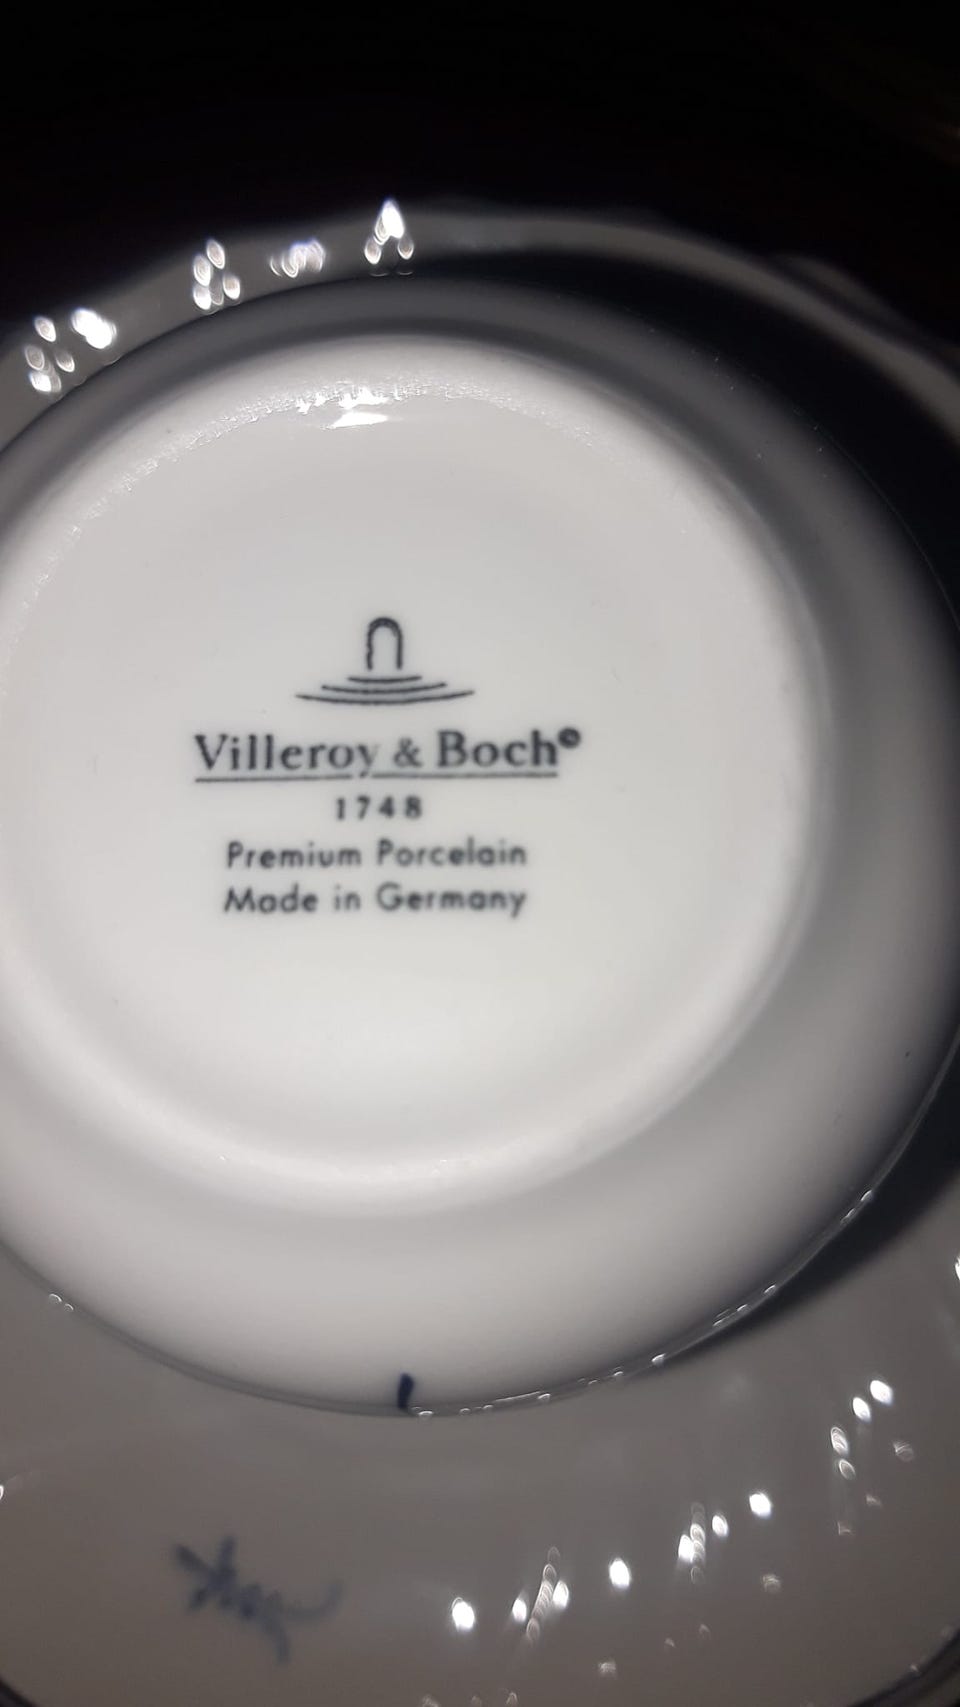 Villeroy & Boch®
1748
Premium Porcelain
Made in Germany